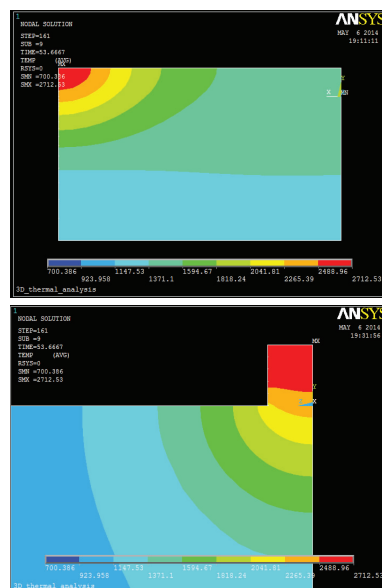 1
NODAL SOLUTION
ANSYS
MAY 6 2014
19:11:11
STEP=161
SUB =9
TIME=53.6667
TEMP (AVG)
RSYS=0
SMN =700.386
SMX =2712.53
MX
Y
X MN
700.386 1147.53 1594.67 2041.81 2488.96
923.958 1371.1 1818.24 2265.39 2712.53
3D_thermal_analysis
1
NODAL SOLUTION
ANSYS
MAY 6 2014
19:31:56
STEP=161
SUB =9
TIME=53.6667
TEMP (AVG)
RSYS=0
SMN =700.386
SMX =2712.53
MX
Y
X
700.386 1147.53 1594.67 2041.81 2488.96
923.958 1371.1 1818.24 2265.39 2712.53
3D_thermal_analysis